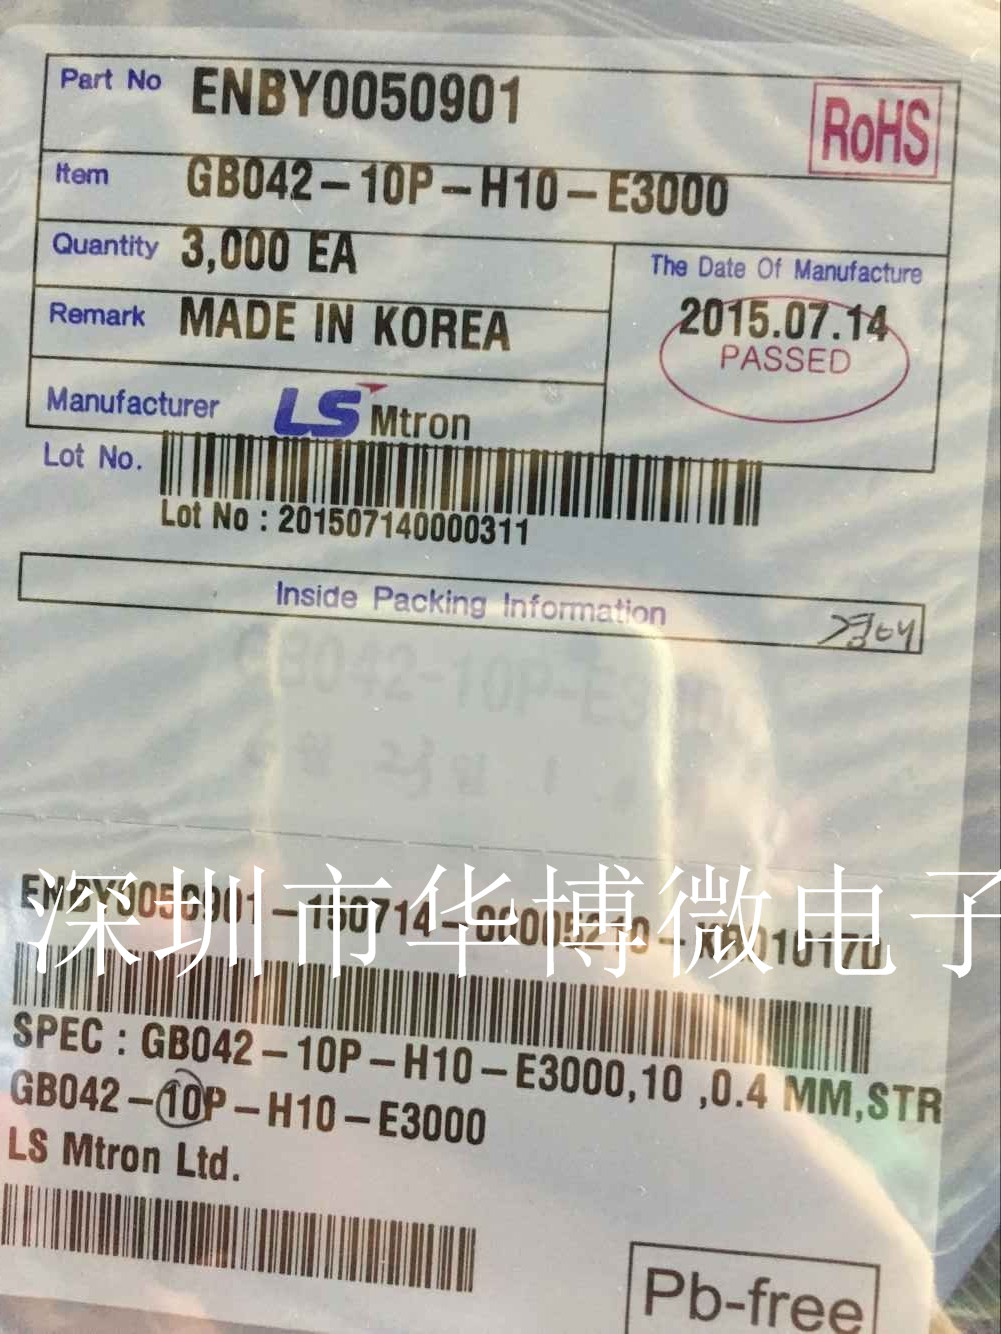 Part No ENBY0050901
RoHS
Item GB042-10P-H10-E3000
Quantity 3,000 EA
The Date Of Manufacture
2015.07.14
PASSED
Remark MADE IN KOREA
Manufacturer LS Mtron
Lot No.
Lot No : 201507140000311
Inside Packing Information
深圳市华博微电子
SPEC : GB042-10P-H10-E3000,10 ,0.4 MM,STR
GB042-10P-H10-E3000
LS Mtron Ltd.
Pb-free